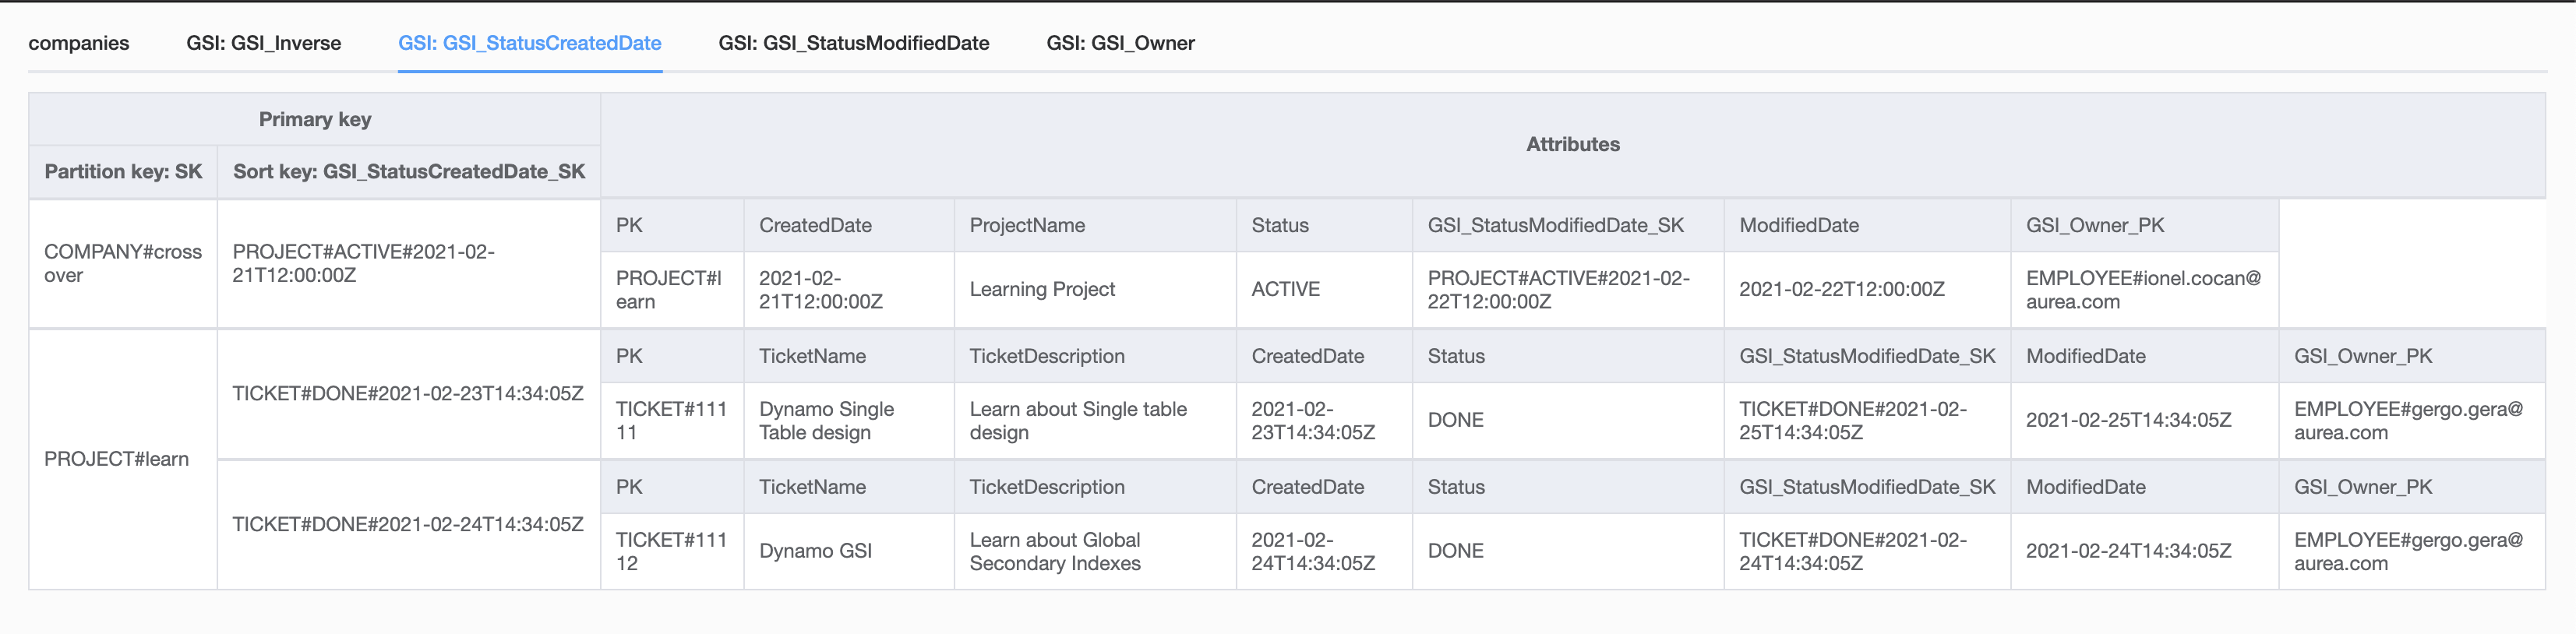 companies GSI: GSI_Inverse GSI: GSI_StatusCreatedDate GSI: GSI_StatusModifiedDate GSI: GSI_Owner
Primary key
Attributes
Partition key: SK Sort key: GSI_StatusCreatedDate_SK
PK CreatedDate ProjectName Status GSI_StatusModifiedDate_SK ModifiedDate GSI_Owner_PK
COMPANY#cross
over
PROJECT#ACTIVE#2021-02-
21T12:00:00Z
PROJECT#l
earn
2021-02-
21T12:00:00Z
Learning Project
ACTIVE
PROJECT#ACTIVE#2021-02-
22T12:00:00Z
2021-02-22T12:00:00Z
EMPLOYEE#ionel.cocan@
aurea.com
PROJECT#learn
TICKET#DONE#2021-02-23T14:34:05Z
PK TicketName TicketDescription CreatedDate Status GSI_StatusModifiedDate_SK ModifiedDate GSI_Owner_PK
TICKET#111
11
Dynamo Single
Table design
Learn about Single table
design
2021-02-
23T14:34:05Z
DONE
TICKET#DONE#2021-02-
25T14:34:05Z
2021-02-25T14:34:05Z
EMPLOYEE#gergo.gera@
aurea.com
TICKET#DONE#2021-02-24T14:34:05Z
PK TicketName TicketDescription CreatedDate Status GSI_StatusModifiedDate_SK ModifiedDate GSI_Owner_PK
TICKET#111
12
Dynamo GSI
Learn about Global
Secondary Indexes
2021-02-
24T14:34:05Z
DONE
TICKET#DONE#2021-02-
24T14:34:05Z
2021-02-24T14:34:05Z
EMPLOYEE#gergo.gera@
aurea.com